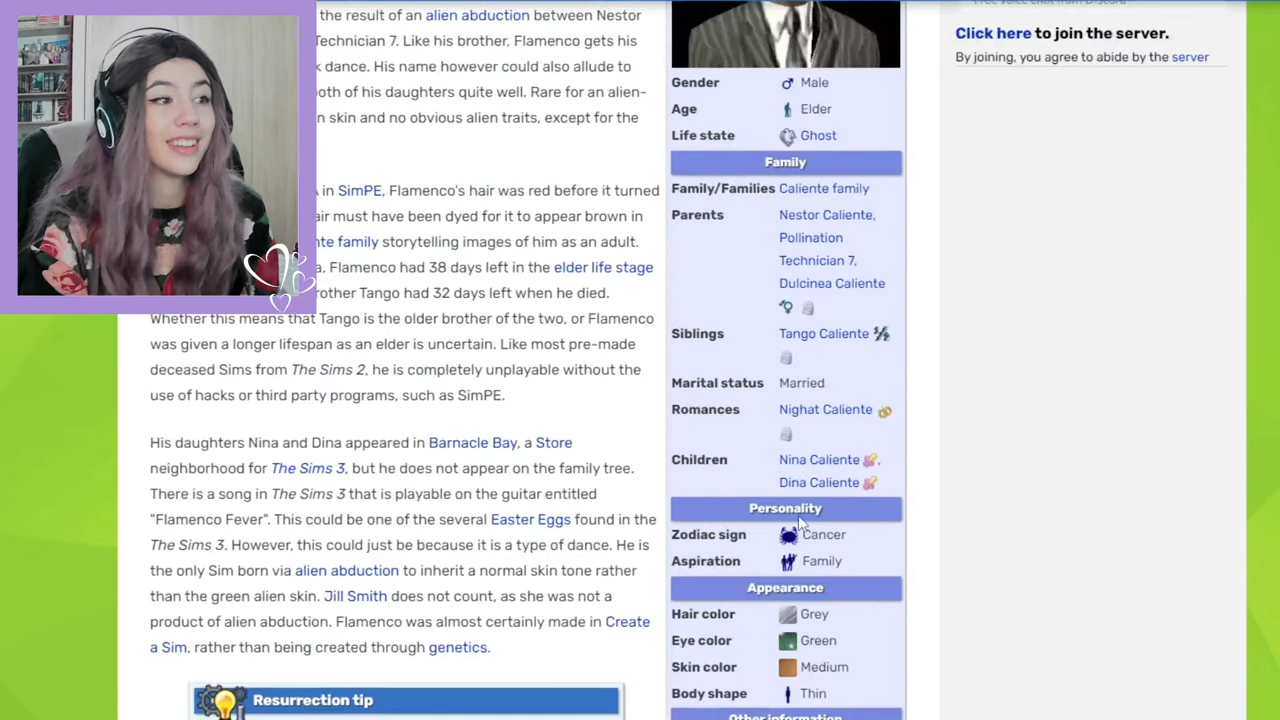 the result of an alien abduction between Nestor
Technician 7. Like his brother, Flamenco gets his
dance. His name however could also allude to
both of his daughters quite well. Rare for an alien-
skin and no obvious alien traits, except for the
in SimPE, Flamenco's hair was red before it turned
air must have been dyed for it to appear brown in
nte family storytelling images of him as an adult.
a, Flamenco had 38 days left in the elder life stage
rother Tango had 32 days left when he died.
Whether this means that Tango is the older brother of the two, or Flamenco
was given a longer lifespan as an elder is uncertain. Like most pre-made
deceased Sims from The Sims 2, he is completely unplayable without the
use of hacks or third party programs, such as SimPE.
His daughters Nina and Dina appeared in Barnacle Bay, a Store
neighborhood for The Sims 3, but he does not appear on the family tree.
There is a song in The Sims 3 that is playable on the guitar entitled
"Flamenco Fever". This could be one of the several Easter Eggs found in the
The Sims 3. However, this could just be because it is a type of dance. He is
the only Sim born via alien abduction to inherit a normal skin tone rather
than the green alien skin. Jill Smith does not count, as she was not a
product of alien abduction. Flamenco was almost certainly made in Create
a Sim, rather than being created through genetics.
Resurrection tip
Gender Male
Age Elder
Life state Ghost
Family
Family/Families Caliente family
Parents Nestor Caliente,
Pollination
Technician 7,
Dulcinea Caliente
Siblings Tango Caliente
Marital status Married
Romances Nighat Caliente
Children Nina Caliente ,
Dina Caliente
Personality
Zodiac sign Cancer
Aspiration Family
Appearance
Hair color Grey
Eye color Green
Skin color Medium
Body shape Thin
Other information
Free voice chat from Discord
Click here to join the server.
By joining, you agree to abide by the server